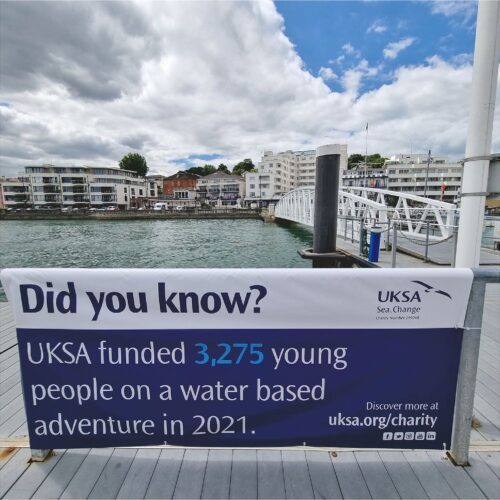 Did you know?
UKSA
Sea.Change
UKSA funded 3,275 young
people on a water based
adventure in 2021.
Discover more at
uksa.org/charity